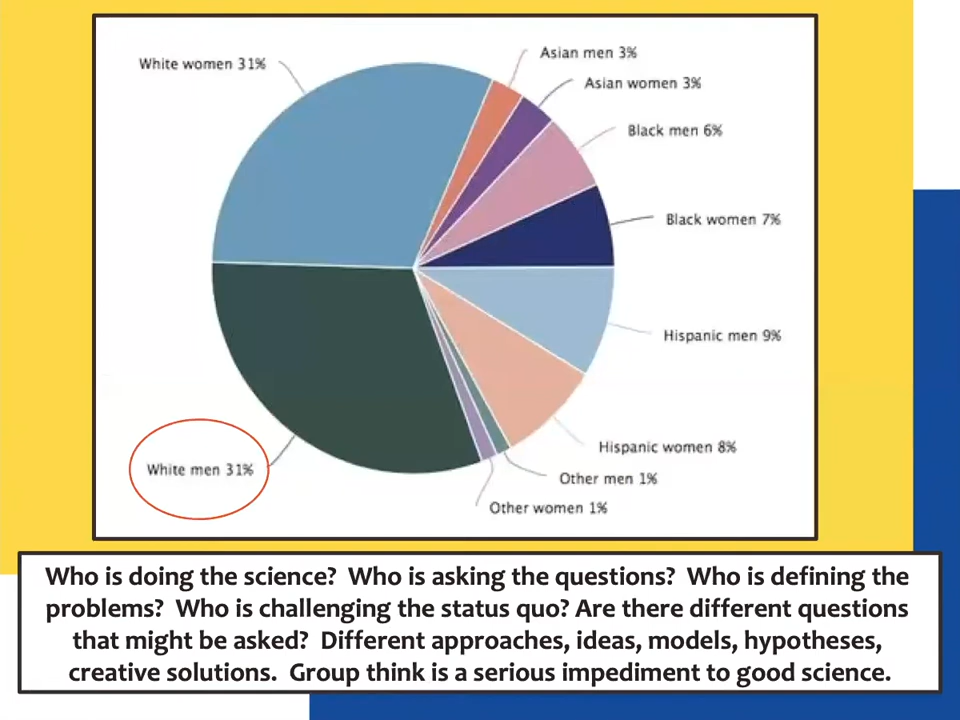 White women 31%
Asian men 3%
Asian women 3%
Black men 6%
Black women 7%
Hispanic men 9%
Hispanic women 8%
White men 31%
Other men 1%
Other women 1%
Who is doing the science?  Who is asking the questions?  Who is defining the
problems?  Who is challenging the status quo? Are there different questions
that might be asked?  Different approaches, ideas, models, hypotheses,
creative solutions.  Group think is a serious impediment to good science.